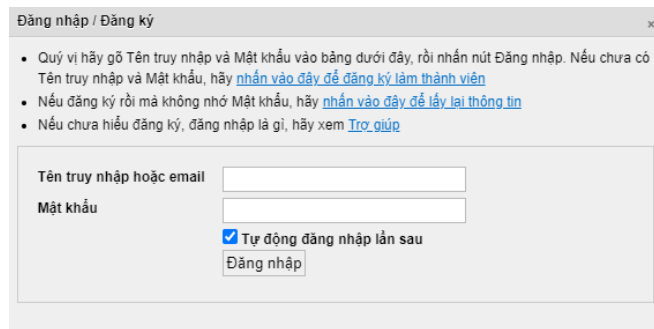 Đăng nhập / Đăng ký
×
• Quý vị hãy gõ Tên truy nhập và Mật khẩu vào bảng dưới đây, rồi nhấn nút Đăng nhập. Nếu chưa có
Tên truy nhập và Mật khẩu, hãy nhấn vào đây để đăng ký làm thành viên
• Nếu đăng ký rồi mà không nhớ Mật khẩu, hãy nhấn vào đây để lấy lại thông tin
• Nếu chưa hiểu đăng ký, đăng nhập là gì, hãy xem Trợ giúp
Tên truy nhập hoặc email
Mật khẩu
Tự động đăng nhập lần sau
Đăng nhập